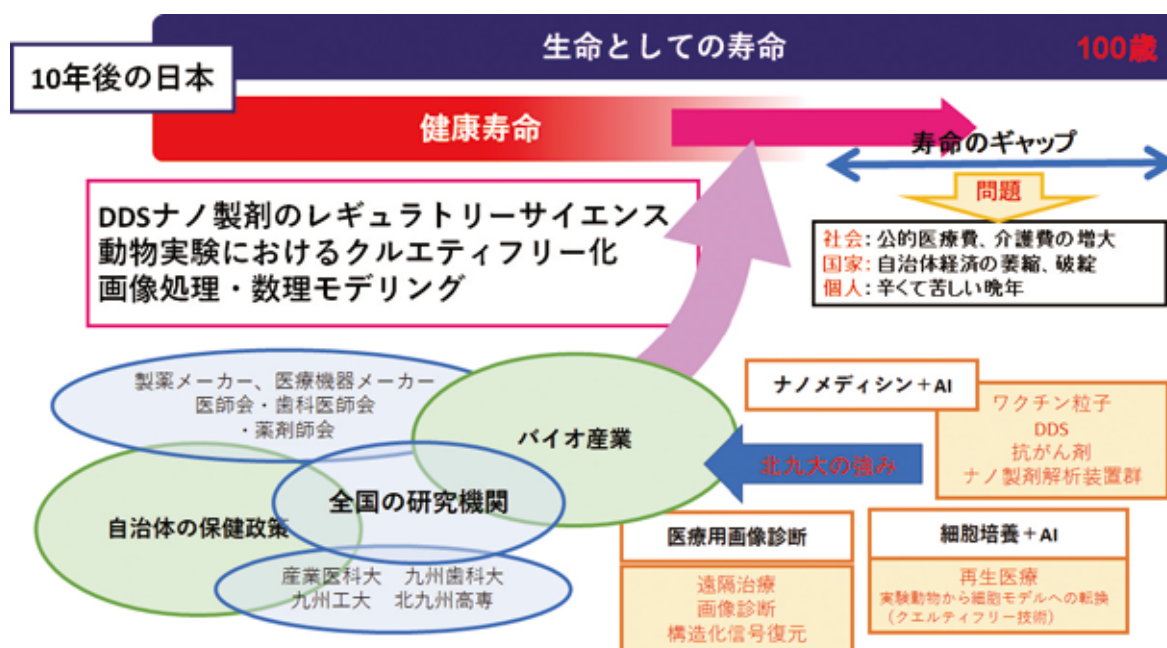 生命としての寿命
100歳
10年後の日本
健康寿命
寿命のギャップ
問題
社会: 公的医療費、介護費の増大
国家: 自治体経済の萎縮、破綻
個人: 辛くて苦しい晩年
DDSナノ製剤のレギュラトリーサイエンス
動物実験におけるクルエティフリー化
画像処理・数理モデリング
製薬メーカー、医療機器メーカー
医師会・歯科医師会
・薬剤師会
バイオ産業
全国の研究機関
自治体の保健政策
産業医科大　九州歯科大
九州工大　北九州高専
ナノメディシン+AI
ワクチン粒子
DDS
抗がん剤
ナノ製剤解析装置群
北九大の強み
医療用画像診断
遠隔治療
画像診断
構造化信号復元
細胞培養+AI
再生医療
実験動物から細胞モデルへの転換
(クエルティフリー技術)